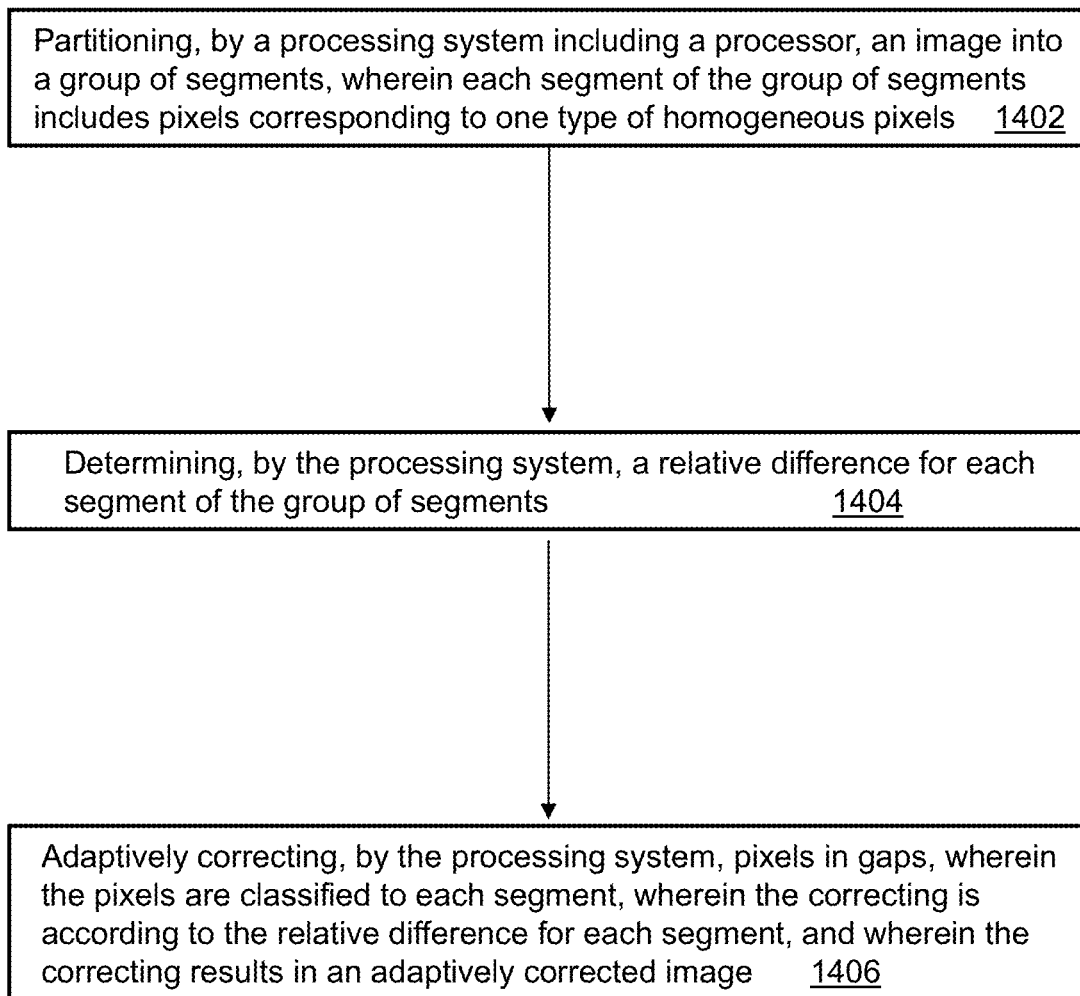 Partitioning, by a processing system including a processor, an image into
a group of segments, wherein each segment of the group of segments
includes pixels corresponding to one type of homogeneous pixels 1402
Determining, by the processing system, a relative difference for each
segment of the group of segments 1404
Adaptively correcting, by the processing system, pixels in gaps, wherein
the pixels are classified to each segment, wherein the correcting is
according to the relative difference for each segment, and wherein the
correcting results in an adaptively corrected image 1406